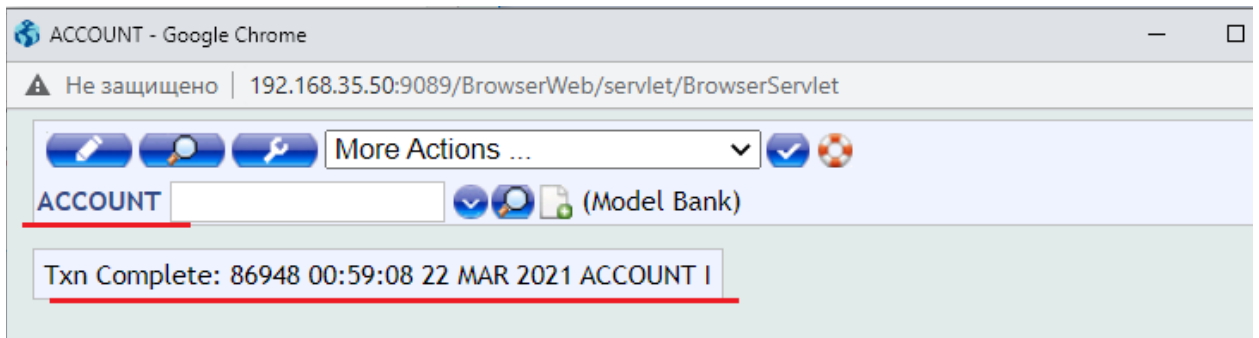 ACCOUNT - Google Chrome
Не защищено | 192.168.35.50:9089/BrowserWeb/servlet/BrowserServlet
More Actions ...
ACCOUNT (Model Bank)
Txn Complete: 86948 00:59:08 22 MAR 2021 ACCOUNT I